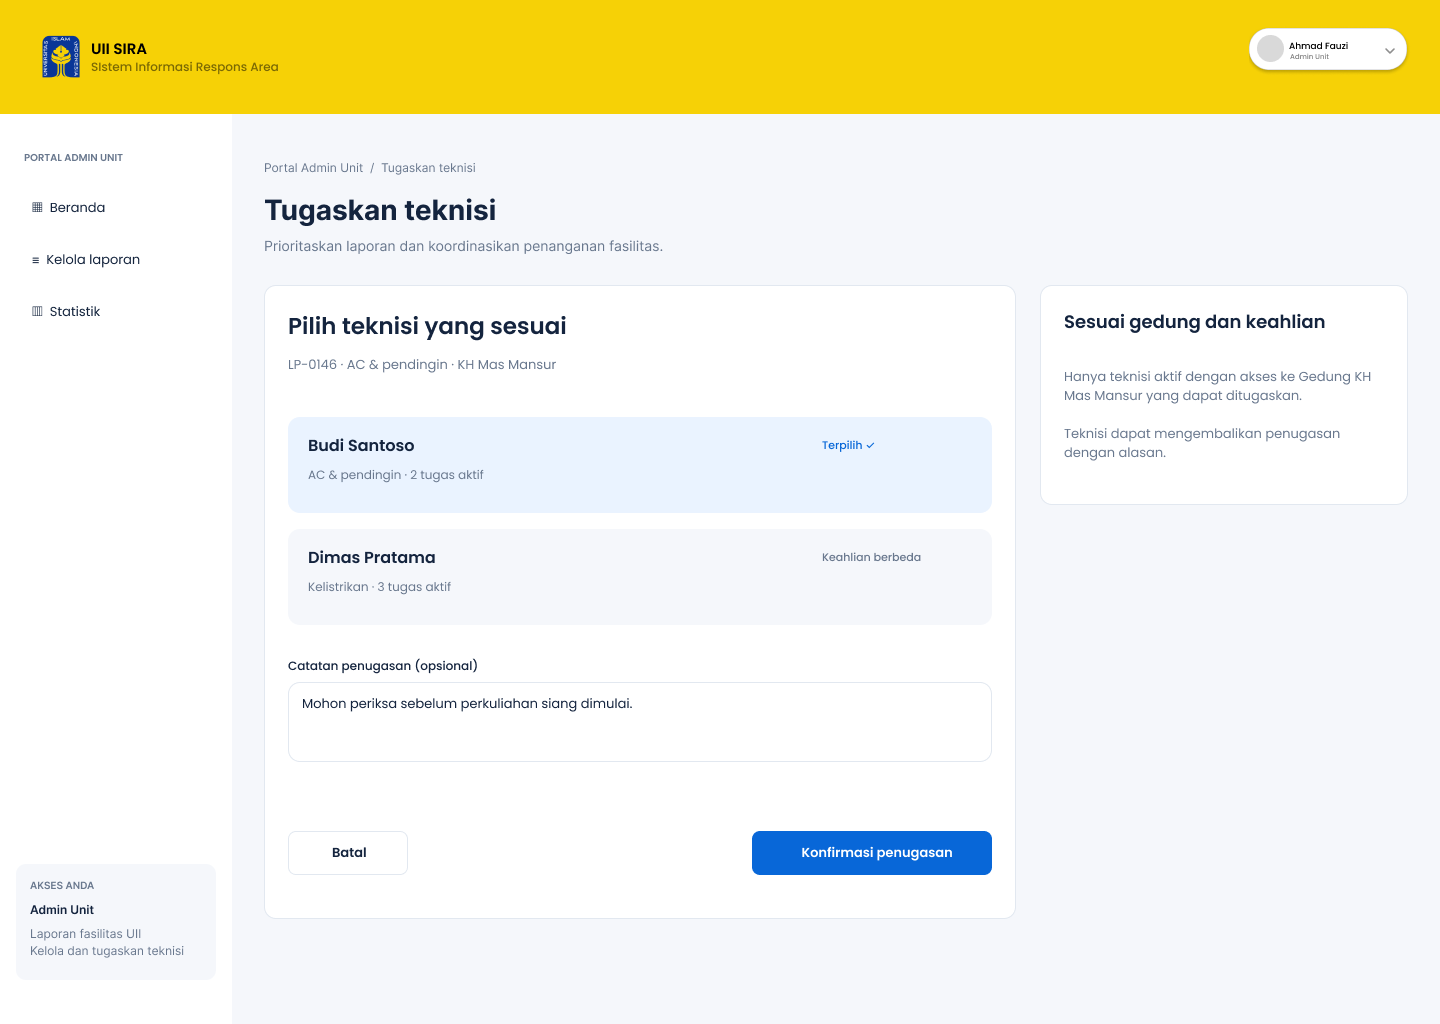 ISLAM
UNIVERSITAS
INDONESIA
UII SIRA
SIstem Informasi Respons Area
Ahmad Fauzi
Admin Unit
PORTAL ADMIN UNIT
Beranda
Kelola laporan
Statistik
AKSES ANDA
Admin Unit
Laporan fasilitas UII
Kelola dan tugaskan teknisi
Portal Admin Unit / Tugaskan teknisi
Tugaskan teknisi
Prioritaskan laporan dan koordinasikan penanganan fasilitas.
Pilih teknisi yang sesuai
LP-0146 · AC & pendingin · KH Mas Mansur
Budi Santoso
Terpilih ✓
AC & pendingin · 2 tugas aktif
Dimas Pratama
Keahlian berbeda
Kelistrikan · 3 tugas aktif
Catatan penugasan (opsional)
Mohon periksa sebelum perkuliahan siang dimulai.
Batal
Konfirmasi penugasan
Sesuai gedung dan keahlian
Hanya teknisi aktif dengan akses ke Gedung KH
Mas Mansur yang dapat ditugaskan.
Teknisi dapat mengembalikan penugasan
dengan alasan.